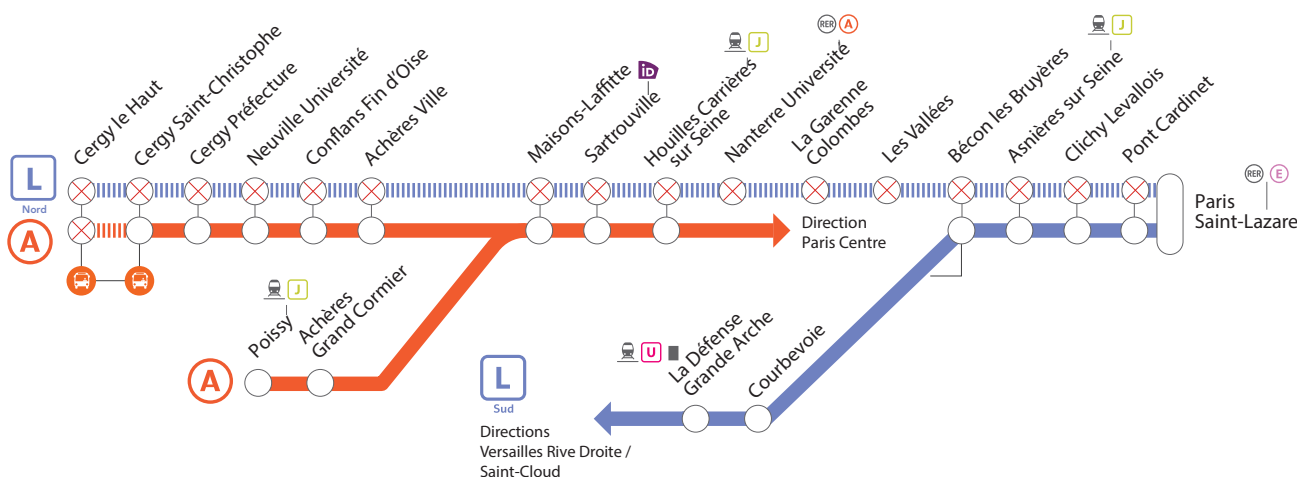 Cergy le Haut
Cergy Saint-Christophe
Cergy Préfecture
Neuville Université
Conflans Fin d'Oise
Achères Ville
Maisons-Laffitte
iD
Sartrouville
J
Houilles Carrières
sur Seine
RER A
Nanterre Université
La Garenne
Colombes
Les Vallées
Bécon les Bruyères
J
Asnières sur Seine
Clichy Levallois
Pont Cardinet
L
Nord
RER E
Paris
Saint-Lazare
A
Direction
Paris Centre
J
Poissy
Achères
Grand Cormier
A
L
Sud
Directions
Versailles Rive Droite /
Saint-Cloud
U
La Défense
Grande Arche
Courbevoie